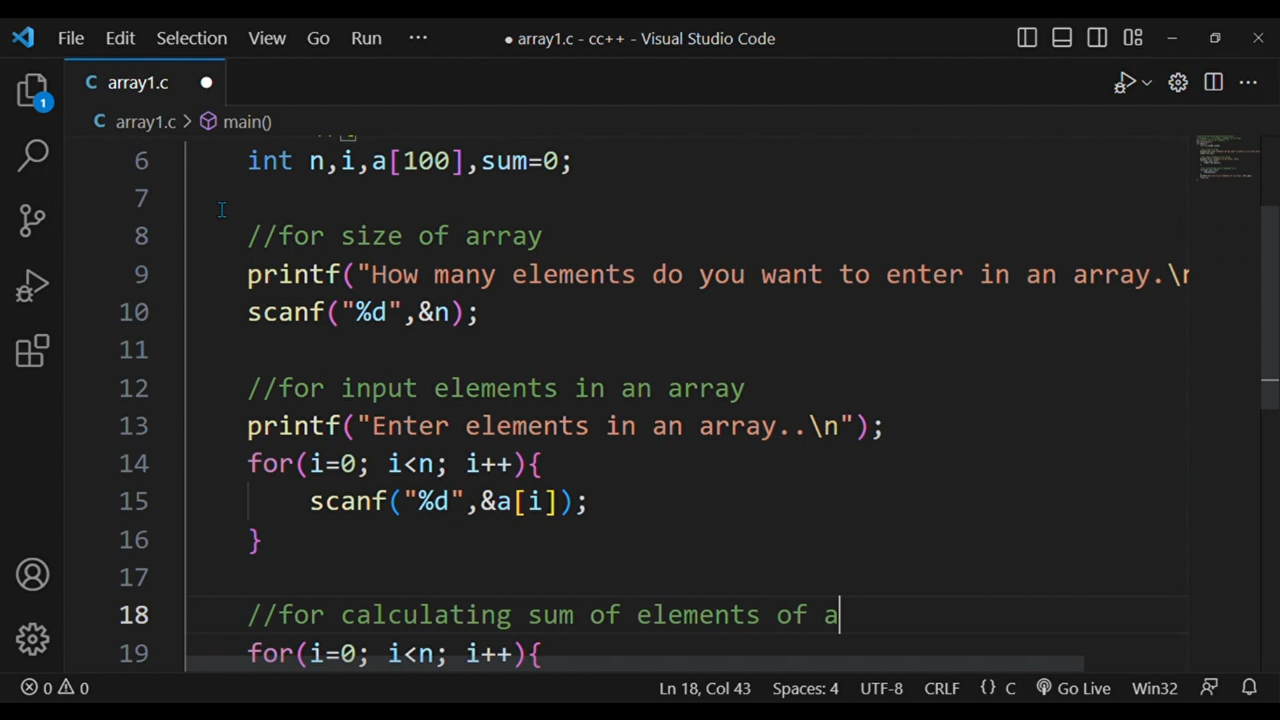 File Edit Selection View Go Run ··· ● array1.c - cc++ - Visual Studio Code
C array1.c ●
C array1.c > main()
6 int n,i,a[100],sum=0;
7
8 //for size of array
9 printf("How many elements do you want to enter in an array.\n
10 scanf("%d",&n);
11
12 //for input elements in an array
13 printf("Enter elements in an array..\n");
14 for(i=0; i<n; i++){
15 scanf("%d",&a[i]);
16 }
17
18 //for calculating sum of elements of a
19 for(i=0; i<n; i++){
1
0 0 Ln 18, Col 43 Spaces: 4 UTF-8 CRLF {} C Go Live Win32